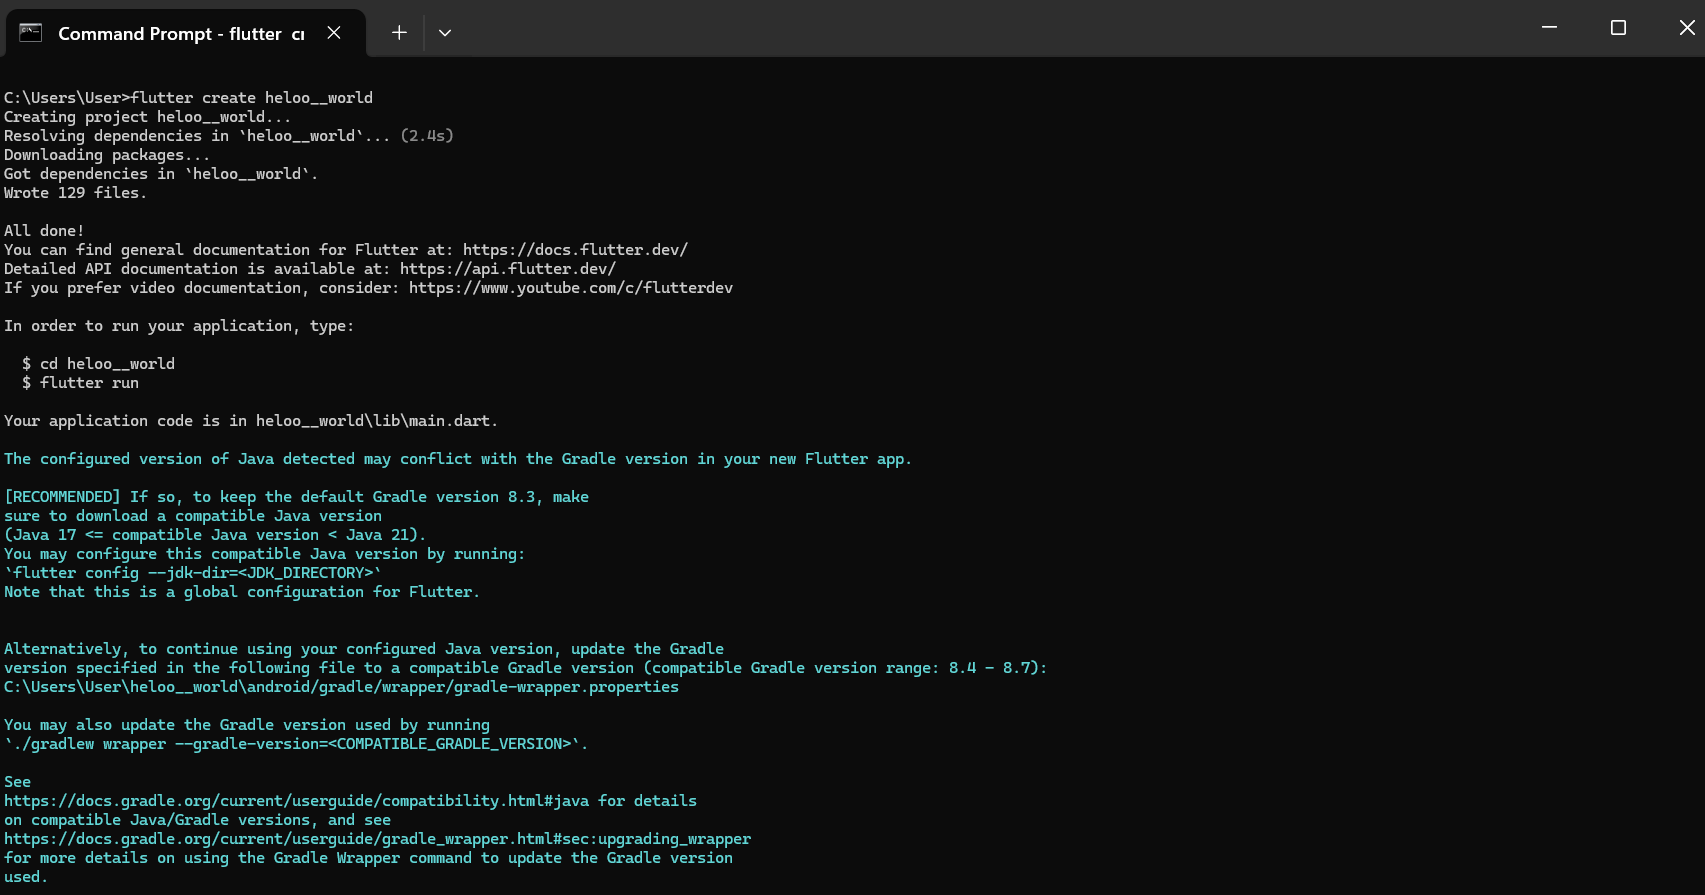 Command Prompt - flutter cr
C:\Users\User>flutter create heloo__world
Creating project heloo__world...
Resolving dependencies in `heloo__world`... (2.4s)
Downloading packages...
Got dependencies in `heloo__world`.
Wrote 129 files.
All done!
You can find general documentation for Flutter at: https://docs.flutter.dev/
Detailed API documentation is available at: https://api.flutter.dev/
If you prefer video documentation, consider: https://www.youtube.com/c/flutterdev
In order to run your application, type:
$ cd heloo__world
$ flutter run
Your application code is in heloo__world\lib\main.dart.
The configured version of Java detected may conflict with the Gradle version in your new Flutter app.
[RECOMMENDED] If so, to keep the default Gradle version 8.3, make
sure to download a compatible Java version
(Java 17 <= compatible Java version < Java 21).
You may configure this compatible Java version by running:
`flutter config --jdk-dir=<JDK_DIRECTORY>`
Note that this is a global configuration for Flutter.
Alternatively, to continue using your configured Java version, update the Gradle
version specified in the following file to a compatible Gradle version (compatible Gradle version range: 8.4 - 8.7):
C:\Users\User\heloo__world\android/gradle/wrapper/gradle-wrapper.properties
You may also update the Gradle version used by running
`./gradlew wrapper --gradle-version=<COMPATIBLE_GRADLE_VERSION>`.
See
https://docs.gradle.org/current/userguide/compatibility.html#java for details
on compatible Java/Gradle versions, and see
https://docs.gradle.org/current/userguide/gradle_wrapper.html#sec:upgrading_wrapper
for more details on using the Gradle Wrapper command to update the Gradle version
used.